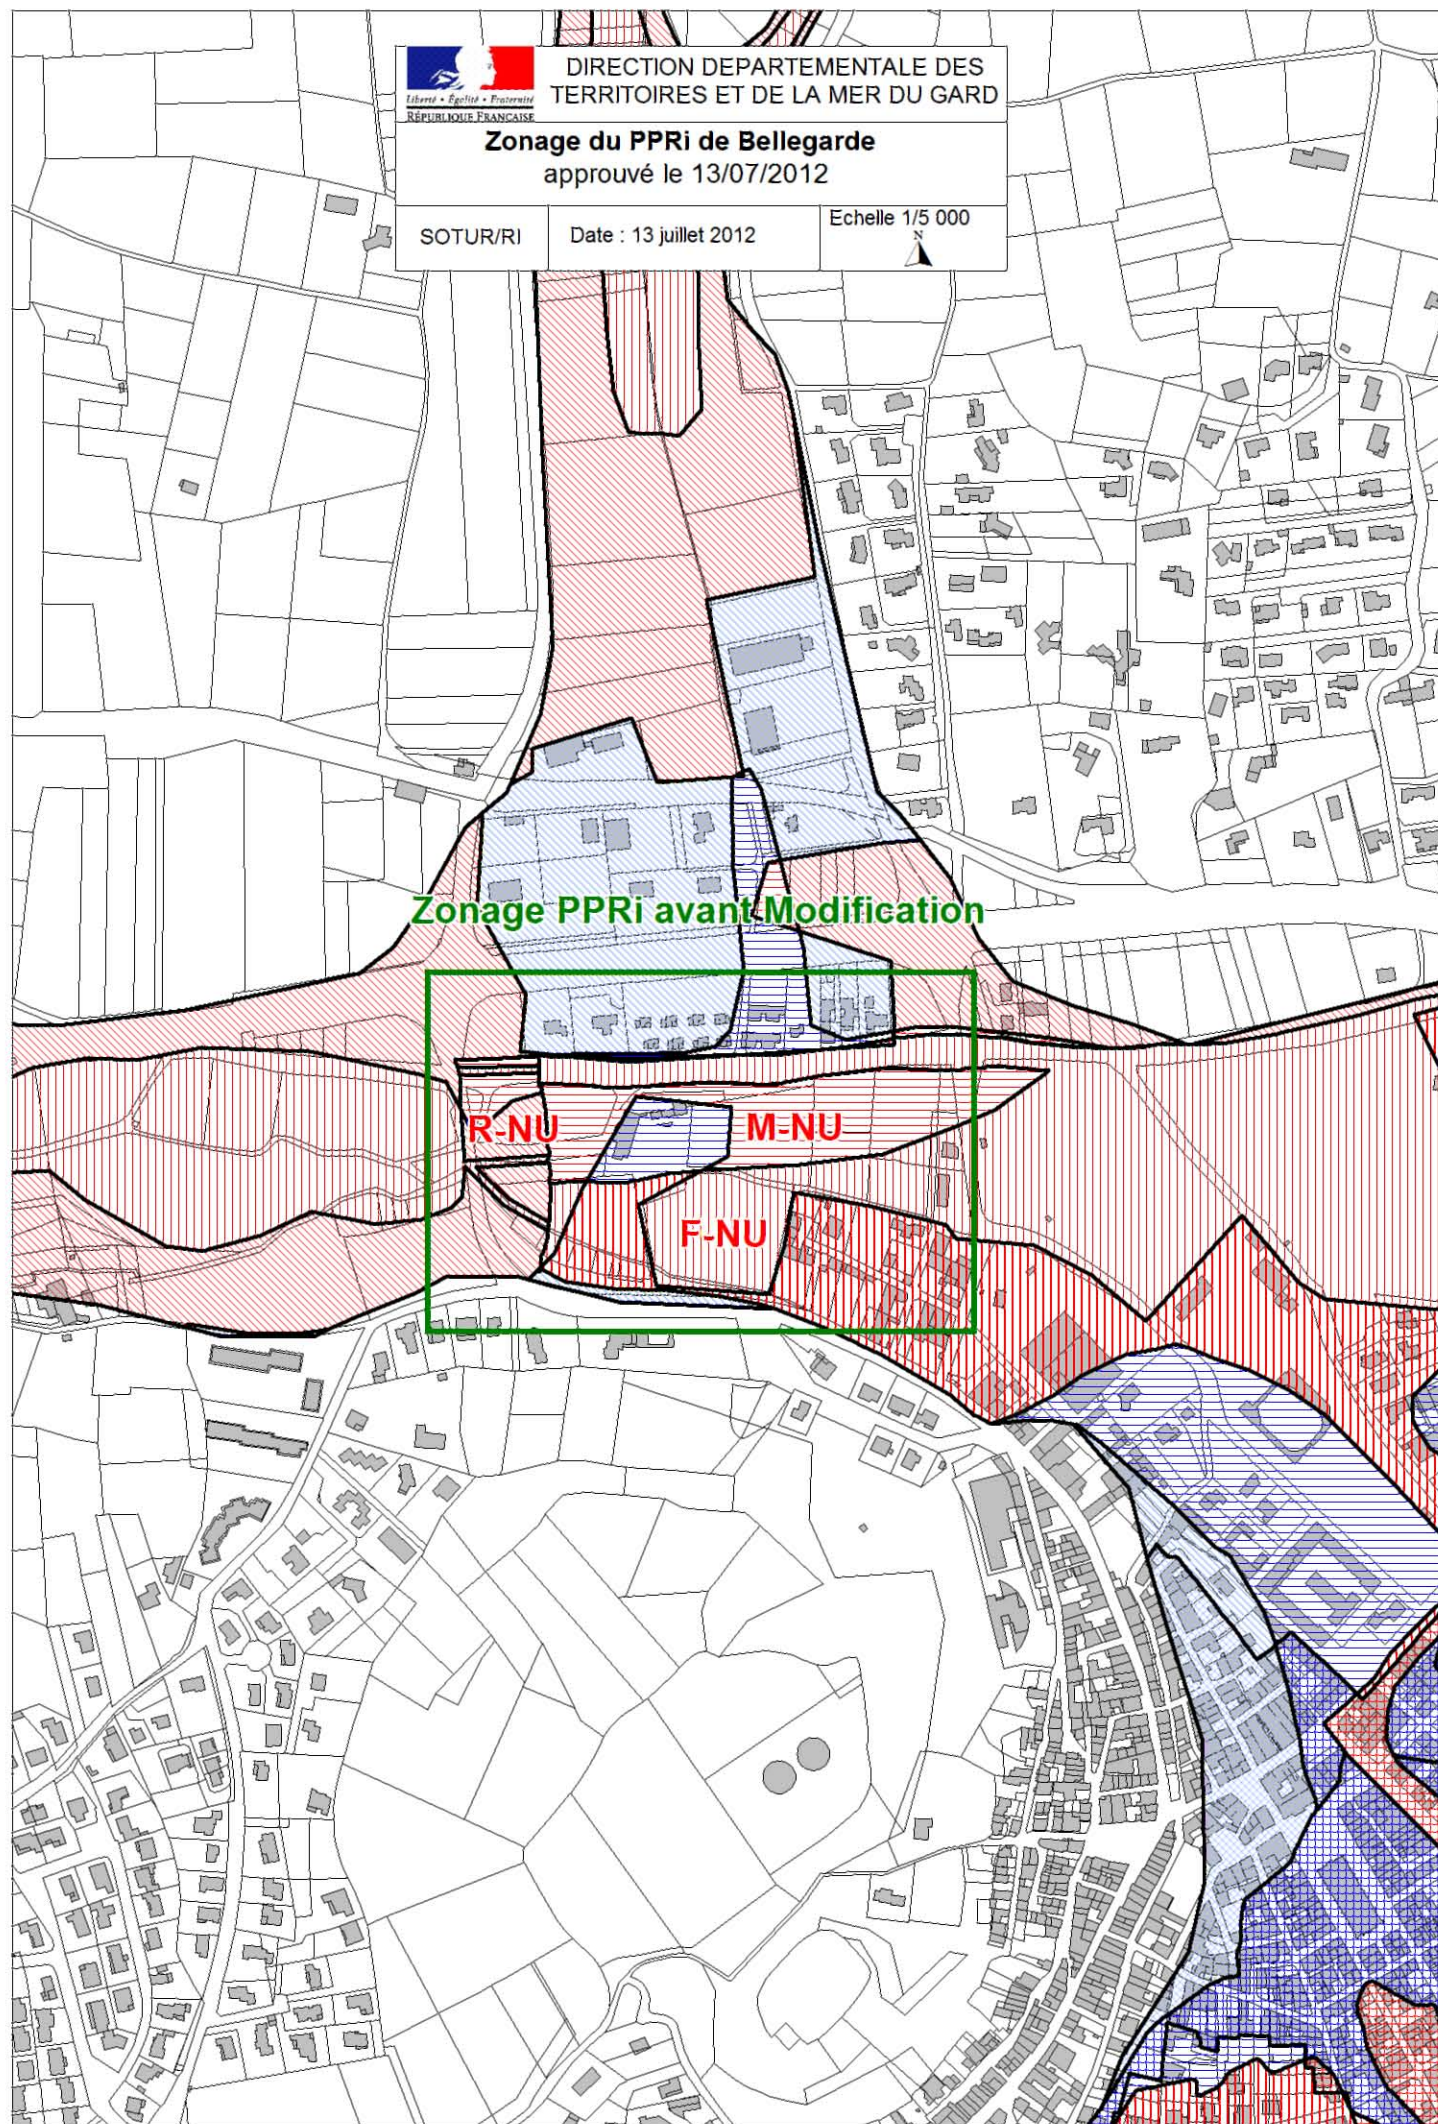 Liberté • Égalité • Fraternité
RÉPUBLIQUE FRANÇAISE
DIRECTION DEPARTEMENTALE DES
TERRITOIRES ET DE LA MER DU GARD
Zonage du PPRi de Bellegarde
approuvé le 13/07/2012
SOTUR/RI
Date : 13 juillet 2012
Echelle 1/5 000
N
Zonage PPRi avant Modification
R-NU
M-NU
F-NU